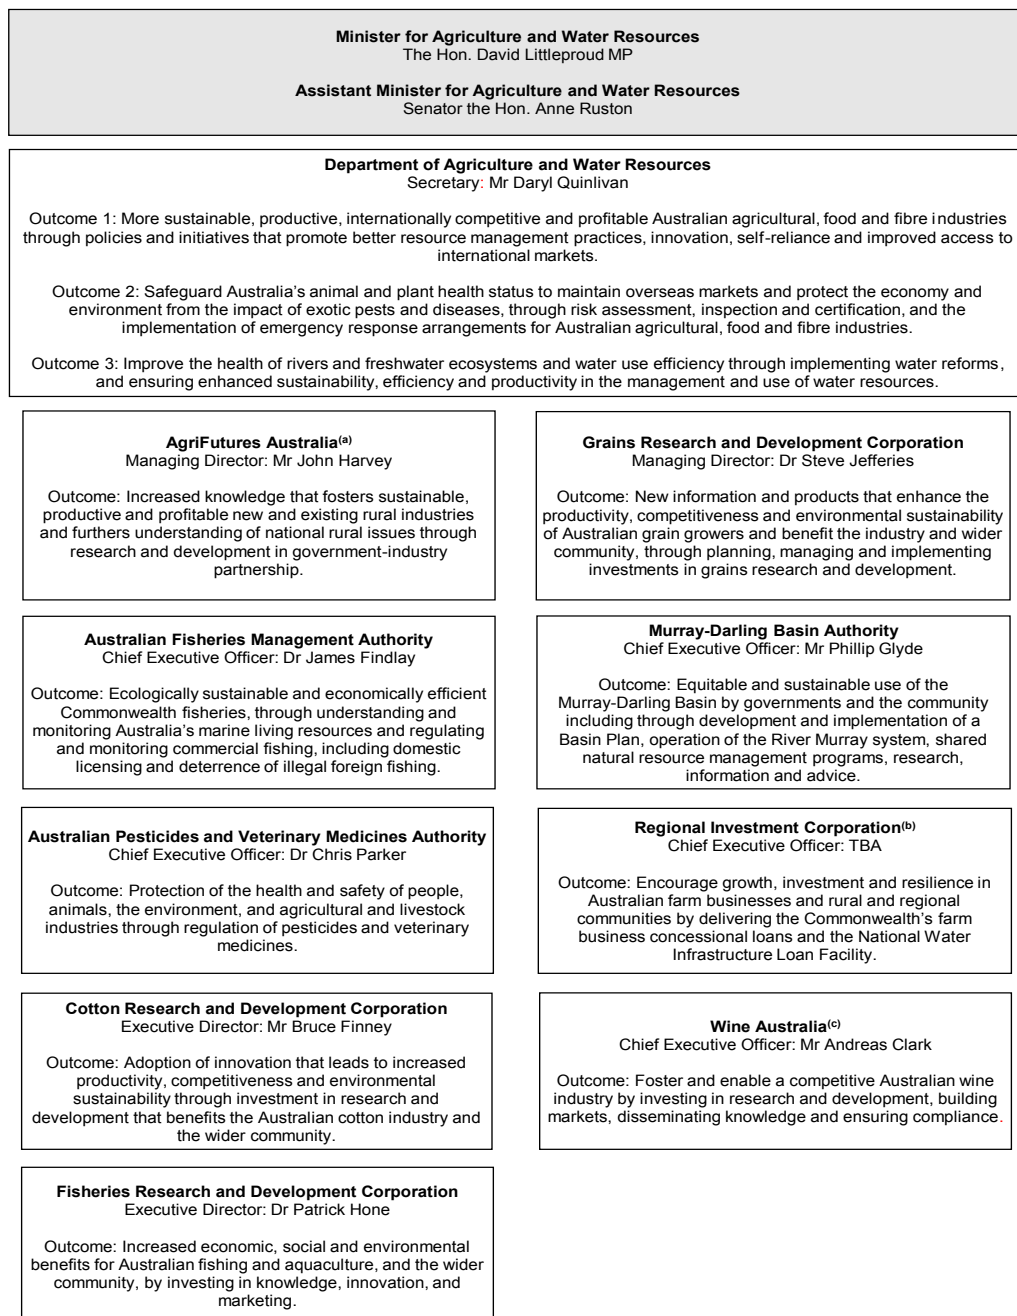 Minister for Agriculture and Water Resources
The Hon. David Littleproud MP
Assistant Minister for Agriculture and Water Resources
Senator the Hon. Anne Ruston
Department of Agriculture and Water Resources
Secretary: Mr Daryl Quinlivan
Outcome 1: More sustainable, productive, internationally competitive and profitable Australian agricultural, food and fibre industries
through policies and initiatives that promote better resource management practices, innovation, self-reliance and improved access to
international markets.
Outcome 2: Safeguard Australia's animal and plant health status to maintain overseas markets and protect the economy and
environment from the impact of exotic pests and diseases, through risk assessment, inspection and certification, and the
implementation of emergency response arrangements for Australian agricultural, food and fibre industries.
Outcome 3: Improve the health of rivers and freshwater ecosystems and water use efficiency through implementing water reforms,
and ensuring enhanced sustainability, efficiency and productivity in the management and use of water resources.
AgriFutures Australia(a)
Managing Director: Mr John Harvey
Outcome: Increased knowledge that fosters sustainable,
productive and profitable new and existing rural industries
and furthers understanding of national rural issues through
research and development in government-industry
partnership.
Grains Research and Development Corporation
Managing Director: Dr Steve Jefferies
Outcome: New information and products that enhance the
productivity, competitiveness and environmental sustainability
of Australian grain growers and benefit the industry and wider
community, through planning, managing and implementing
investments in grains research and development.
Australian Fisheries Management Authority
Chief Executive Officer: Dr James Findlay
Outcome: Ecologically sustainable and economically efficient
Commonwealth fisheries, through understanding and
monitoring Australia's marine living resources and regulating
and monitoring commercial fishing, including domestic
licensing and deterrence of illegal foreign fishing.
Murray-Darling Basin Authority
Chief Executive Officer: Mr Phillip Glyde
Outcome: Equitable and sustainable use of the
Murray-Darling Basin by governments and the community
including through development and implementation of a
Basin Plan, operation of the River Murray system, shared
natural resource management programs, research,
information and advice.
Australian Pesticides and Veterinary Medicines Authority
Chief Executive Officer: Dr Chris Parker
Outcome: Protection of the health and safety of people,
animals, the environment, and agricultural and livestock
industries through regulation of pesticides and veterinary
medicines.
Regional Investment Corporation(b)
Chief Executive Officer: TBA
Outcome: Encourage growth, investment and resilience in
Australian farm businesses and rural and regional
communities by delivering the Commonwealth's farm
business concessional loans and the National Water
Infrastructure Loan Facility.
Cotton Research and Development Corporation
Executive Director: Mr Bruce Finney
Outcome: Adoption of innovation that leads to increased
productivity, competitiveness and environmental
sustainability through investment in research and
development that benefits the Australian cotton industry and
the wider community.
Wine Australia(c)
Chief Executive Officer: Mr Andreas Clark
Outcome: Foster and enable a competitive Australian wine
industry by investing in research and development, building
markets, disseminating knowledge and ensuring compliance.
Fisheries Research and Development Corporation
Executive Director: Dr Patrick Hone
Outcome: Increased economic, social and environmental
benefits for Australian fishing and aquaculture, and the wider
community, by investing in knowledge, innovation, and
marketing.